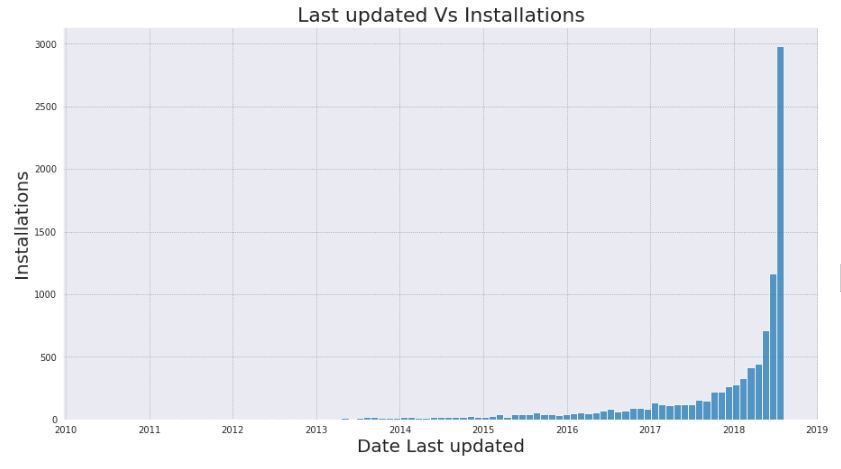 Last updated Vs Installations
3000
2500
2000
1500
1000
500
0
Installations
2010 2011 2012 2013 2014 2015 2016 2017 2018 2019
Date Last updated